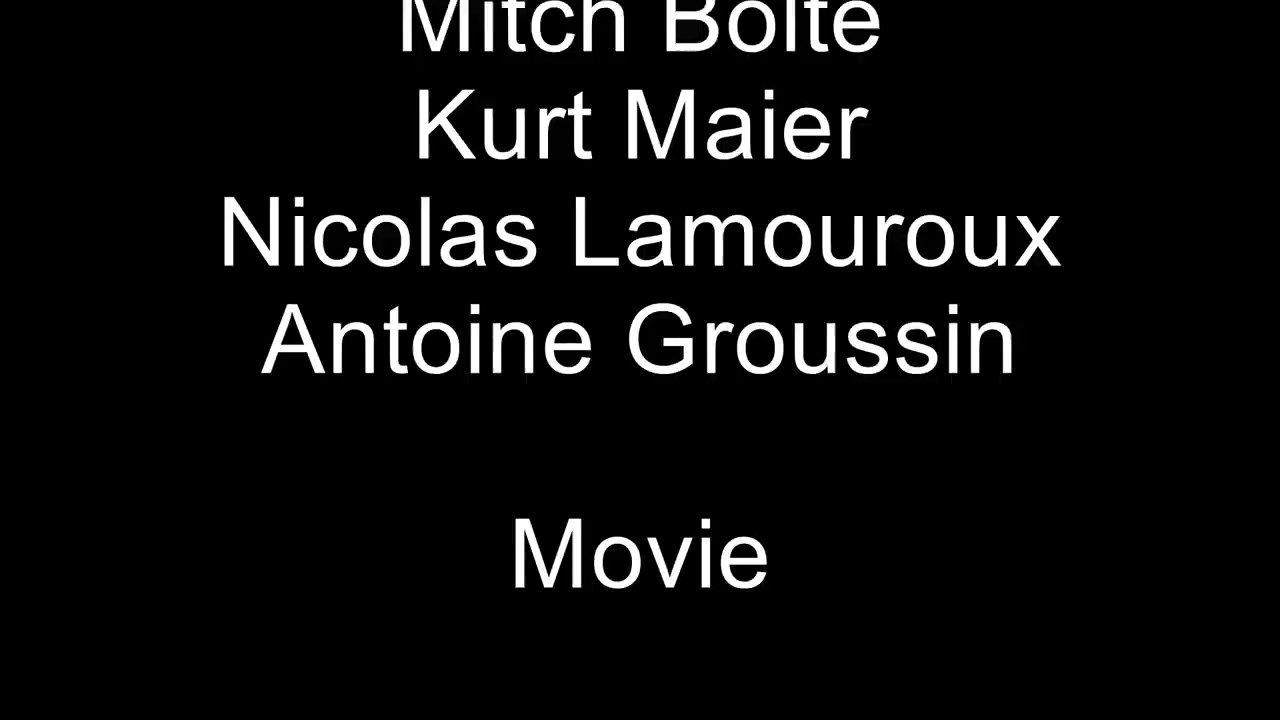 Mitch Bolte
Kurt Maier
Nicolas Lamouroux
Antoine Groussin
Movie